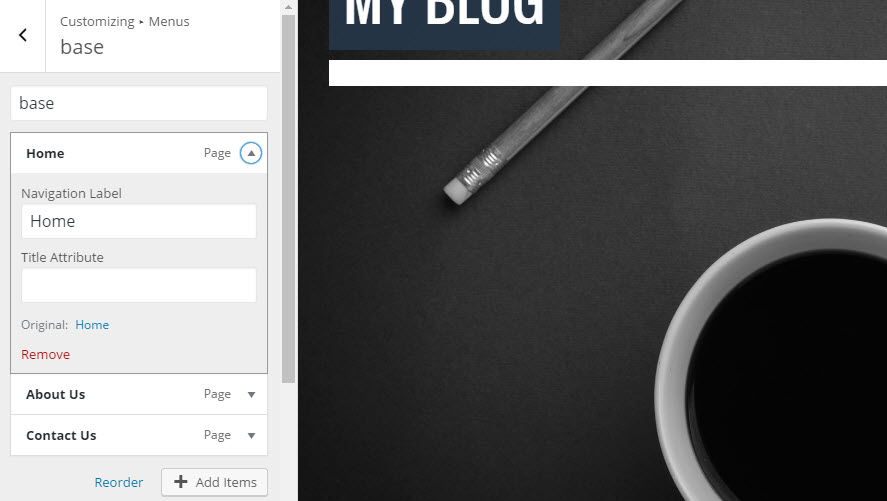 Customizing ▸ Menus
base
base
Home Page
Navigation Label
Home
Title Attribute
Original: Home
Remove
About Us Page
Contact Us Page
Reorder Add Items
MY BLOG